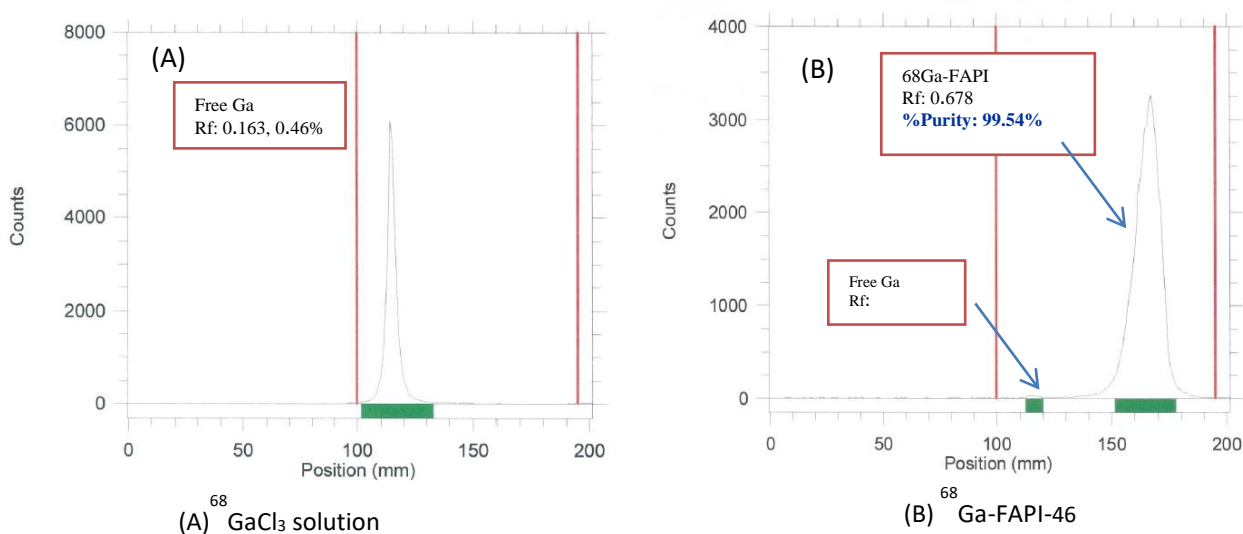 (A)
Free Ga
Rf: 0.163, 0.46%
8000
6000
4000
2000
0
Counts
0
50
100
150
200
Position (mm)
(A) ⁶⁸GaCl₃ solution
(B)
68Ga-FAPI
Rf: 0.678
%Purity: 99.54%
Free Ga
Rf:
4000
3000
2000
1000
0
Counts
0
50
100
150
200
Position (mm)
(B) ⁶⁸Ga-FAPI-46